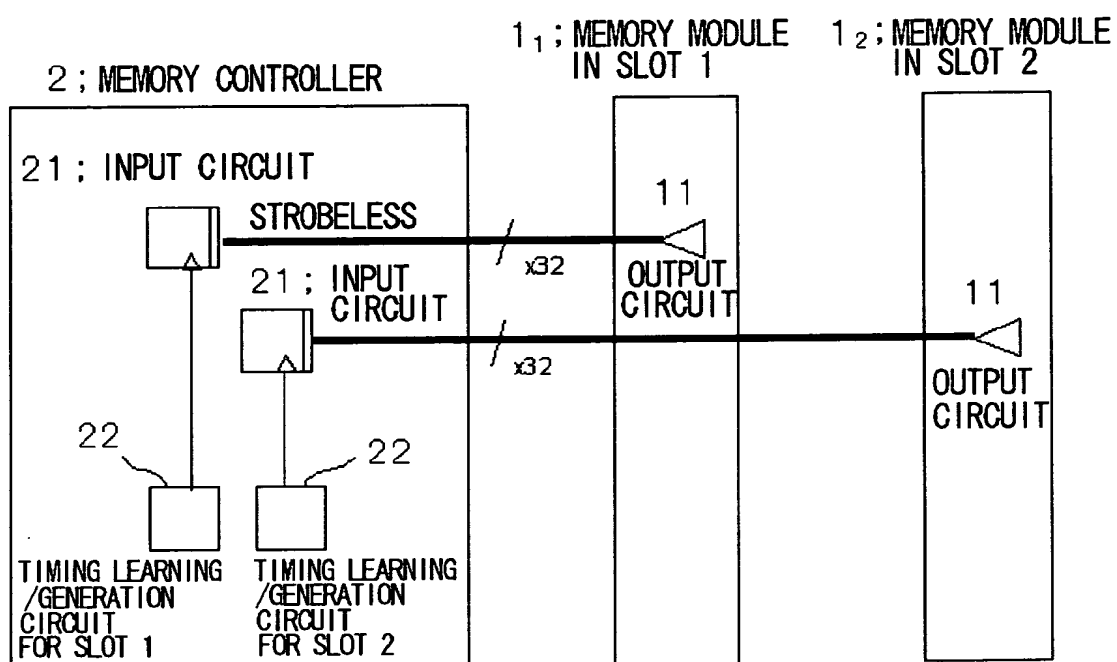 1₁; MEMORY MODULE
IN SLOT 1
1₂; MEMORY MODULE
IN SLOT 2
2; MEMORY CONTROLLER
21; INPUT CIRCUIT
STROBELESS
x32
11
OUTPUT
CIRCUIT
21; INPUT
CIRCUIT
x32
11
OUTPUT
CIRCUIT
22
22
TIMING LEARNING
/GENERATION
CIRCUIT
FOR SLOT 1
TIMING LEARNING
/GENERATION
CIRCUIT
FOR SLOT 2